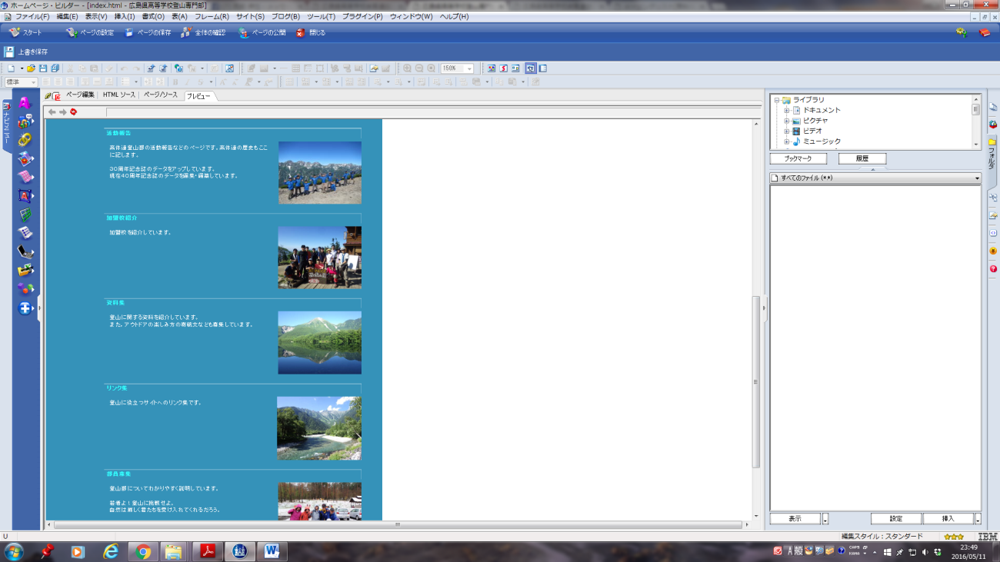 ホームページ・ビルダー - [index.html - 広島県高等学校登山専門部]
ファイル(F) 編集(E) 表示(V) 挿入(I) 書式(O) 表(A) フレーム(R) サイト(S) ブログ(B) ツール(T) プラグイン(P) ウィンドウ(W) ヘルプ(H)
スタート ページの設定 ページの保存 全体の確認 ページの公開 閉じる
上書き保存
150%
標準
ページ編集 HTML ソース ページ/ソース プレビュー
ナビメニュー
活動報告
高体連登山部の活動報告などのページです。高体連の歴史もここ
に記します。
30周年記念誌のデータをアップしています。
現在40周年記念誌のデータを編集・編纂しています。
加盟校紹介
加盟校を紹介しています。
資料集
登山に関する資料を紹介しています。
また、アウトドアの楽しみ方の寄稿文なども募集しています。
リンク集
登山に役立つサイトへのリンク集です。
部員募集
登山部についてわかりやすく説明しています。
若者よ!登山に挑戦せよ。
自然は厳しく君たちを受け入れてくれるだろう。
ライブラリ
ドキュメント
ピクチャ
ビデオ
ミュージック
ブックマーク 履歴
すべてのファイル (*.*)
フォルダ
表示 設定 挿入
U
編集スタイル : スタンダード
IBM
A 般
CAPS
KANA
23:49
2016/05/11